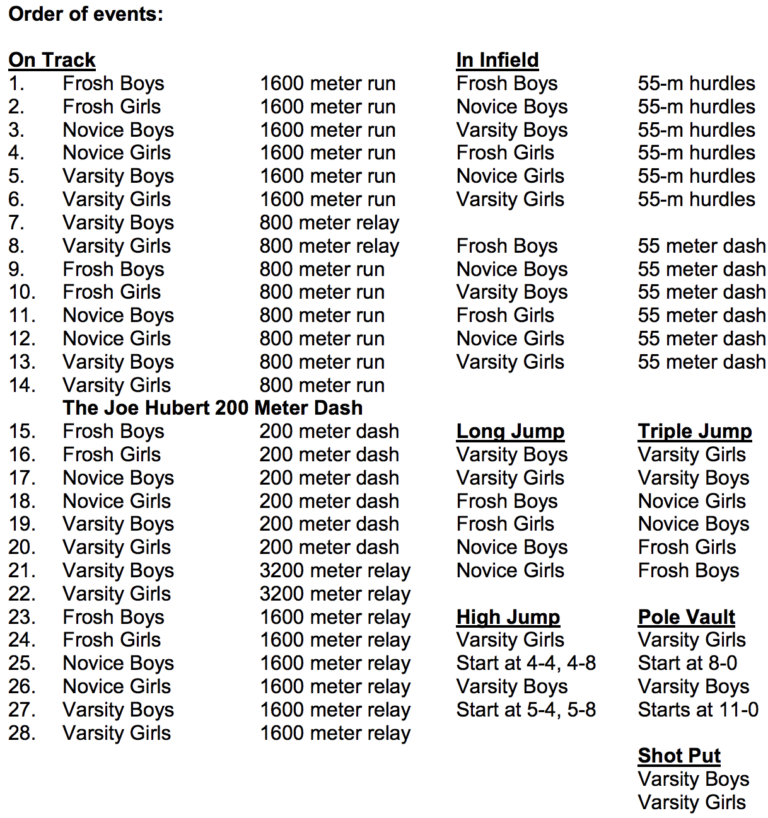 Order of events:
On Track In Infield
1. Frosh Boys 1600 meter run Frosh Boys 55-m hurdles
2. Frosh Girls 1600 meter run Novice Boys 55-m hurdles
3. Novice Boys 1600 meter run Varsity Boys 55-m hurdles
4. Novice Girls 1600 meter run Frosh Girls 55-m hurdles
5. Varsity Boys 1600 meter run Novice Girls 55-m hurdles
6. Varsity Girls 1600 meter run Varsity Girls 55-m hurdles
7. Varsity Boys 800 meter relay
8. Varsity Girls 800 meter relay Frosh Boys 55 meter dash
9. Frosh Boys 800 meter run Novice Boys 55 meter dash
10. Frosh Girls 800 meter run Varsity Boys 55 meter dash
11. Novice Boys 800 meter run Frosh Girls 55 meter dash
12. Novice Girls 800 meter run Novice Girls 55 meter dash
13. Varsity Boys 800 meter run Varsity Girls 55 meter dash
14. Varsity Girls 800 meter run
The Joe Hubert 200 Meter Dash
15. Frosh Boys 200 meter dash Long Jump Triple Jump
16. Frosh Girls 200 meter dash Varsity Boys Varsity Girls
17. Novice Boys 200 meter dash Varsity Girls Varsity Boys
18. Novice Girls 200 meter dash Frosh Boys Novice Girls
19. Varsity Boys 200 meter dash Frosh Girls Novice Boys
20. Varsity Girls 200 meter dash Novice Boys Frosh Girls
21. Varsity Boys 3200 meter relay Novice Girls Frosh Boys
22. Varsity Girls 3200 meter relay
23. Frosh Boys 1600 meter relay High Jump Pole Vault
24. Frosh Girls 1600 meter relay Varsity Girls Varsity Girls
25. Novice Boys 1600 meter relay Start at 4-4, 4-8 Start at 8-0
26. Novice Girls 1600 meter relay Varsity Boys Varsity Boys
27. Varsity Boys 1600 meter relay Start at 5-4, 5-8 Starts at 11-0
28. Varsity Girls 1600 meter relay
Shot Put
Varsity Boys
Varsity Girls